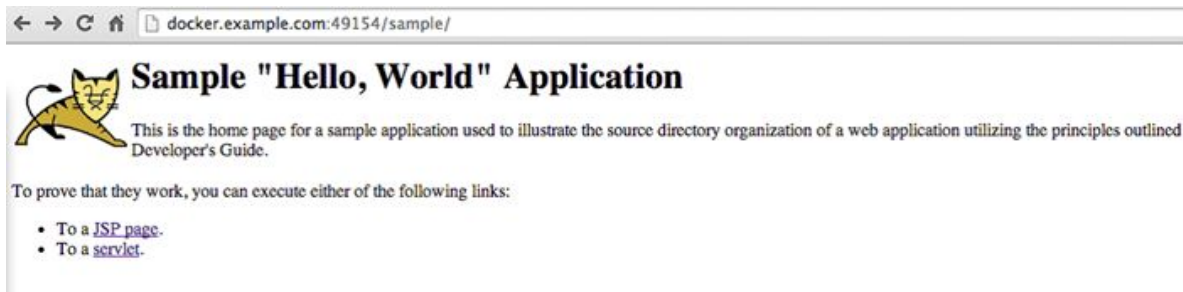 docker.example.com:49154/sample/
Sample "Hello, World" Application
This is the home page for a sample application used to illustrate the source directory organization of a web application utilizing the principles outlined
Developer's Guide.
To prove that they work, you can execute either of the following links:
• To a JSP page.
• To a servlet.